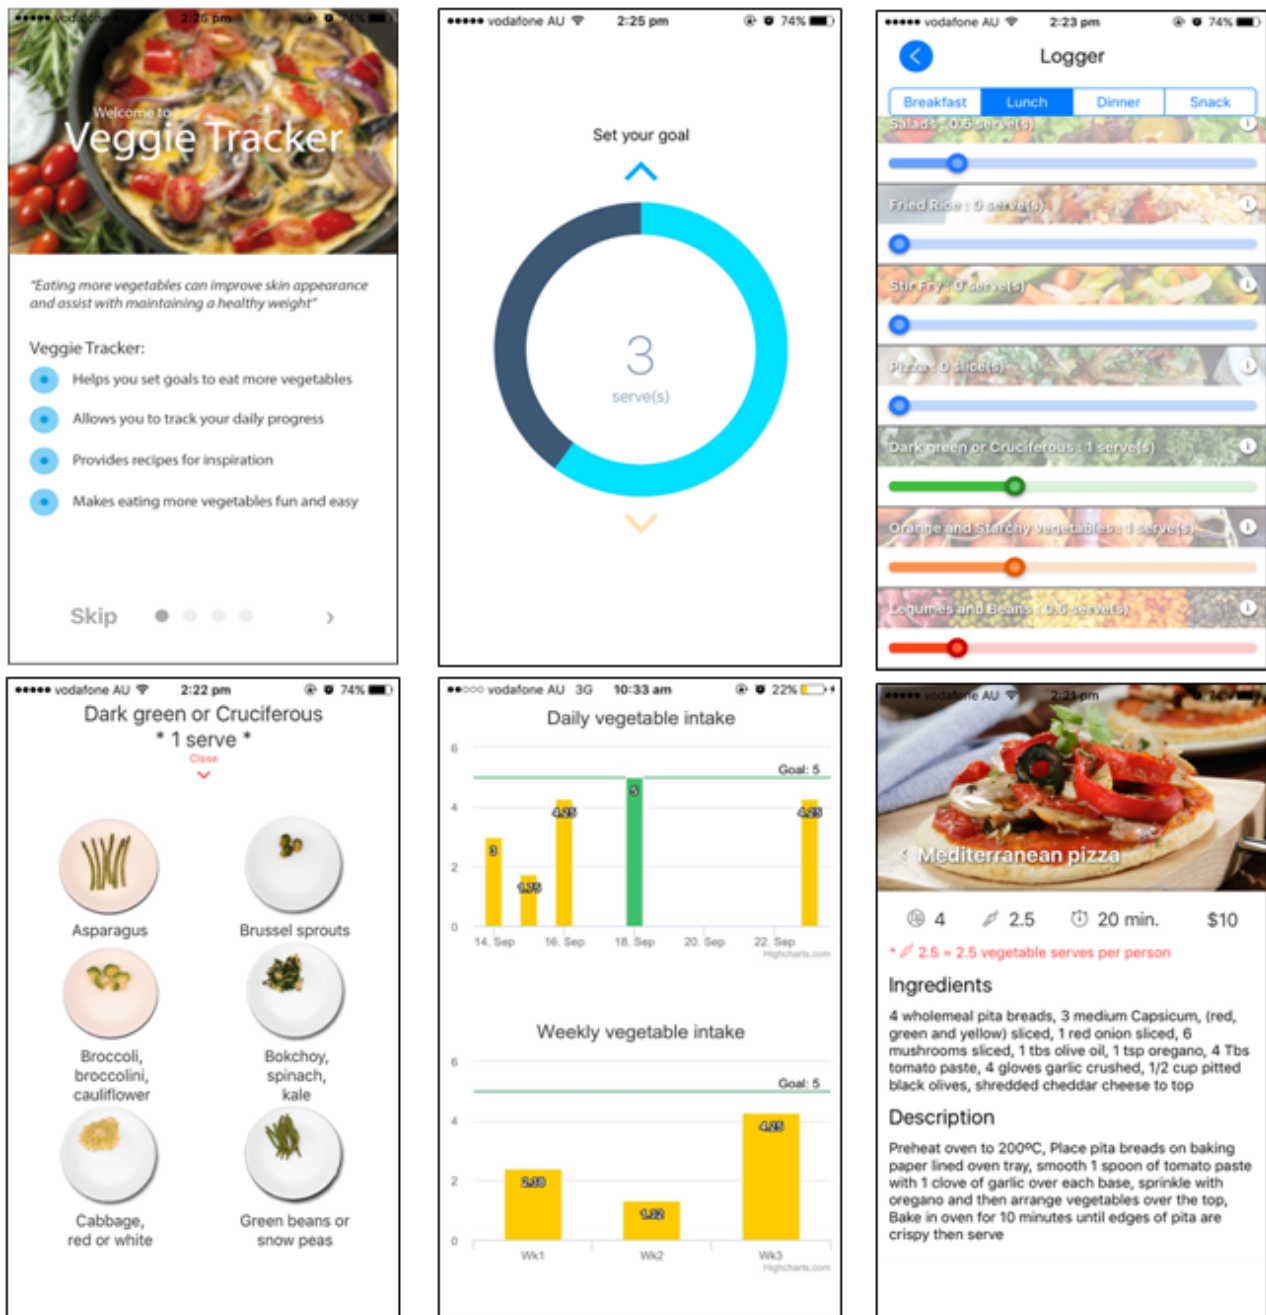 ●●●●● vodafone AU 2:25 pm 74%
Welcome to
Veggie Tracker
"Eating more vegetables can improve skin appearance
and assist with maintaining a healthy weight"
Veggie Tracker:
Helps you set goals to eat more vegetables
Allows you to track your daily progress
Provides recipes for inspiration
Makes eating more vegetables fun and easy
Skip
›
●●●●● vodafone AU 2:25 pm 74%
Set your goal
3
serve(s)
●●●●● vodafone AU 2:23 pm 74%
Logger
Breakfast Lunch Dinner Snack
Salads : 0.5 serve(s)
Fried Rice : 0 serve(s)
Stir Fry : 0 serve(s)
Pizza : 0 slice(s)
Dark green or Cruciferous : 1 serve(s)
Orange and Starchy vegetables : 1 serve(s)
Legumes and Beans : 0.5 serve(s)
●●●●● vodafone AU 2:22 pm 74%
Dark green or Cruciferous
* 1 serve *
Close
Asparagus
Brussel sprouts
Broccoli,
broccolini,
cauliflower
Bokchoy,
spinach,
kale
Cabbage,
red or white
Green beans or
snow peas
●●○○○ vodafone AU 3G 10:33 am 22%
Daily vegetable intake
6
Goal: 5
4
2
0
3
1.75
4.25
5
4.25
14. Sep 16. Sep 18. Sep 20. Sep 22. Sep
Highcharts.com
Weekly vegetable intake
6
Goal: 5
4
2
0
2.38
1.32
4.25
Wk1 Wk2 Wk3
Highcharts.com
●●●●● vodafone AU 2:21 pm 74%
‹ Mediterranean pizza
4 2.5 20 min. $10
* 2.5 = 2.5 vegetable serves per person
Ingredients
4 wholemeal pita breads, 3 medium Capsicum, (red,
green and yellow) sliced, 1 red onion sliced, 6
mushrooms sliced, 1 tbs olive oil, 1 tsp oregano, 4 Tbs
tomato paste, 4 gloves garlic crushed, 1/2 cup pitted
black olives, shredded cheddar cheese to top
Description
Preheat oven to 200ºC, Place pita breads on baking
paper lined oven tray, smooth 1 spoon of tomato paste
with 1 clove of garlic over each base, sprinkle with
oregano and then arrange vegetables over the top,
Bake in oven for 10 minutes until edges of pita are
crispy then serve